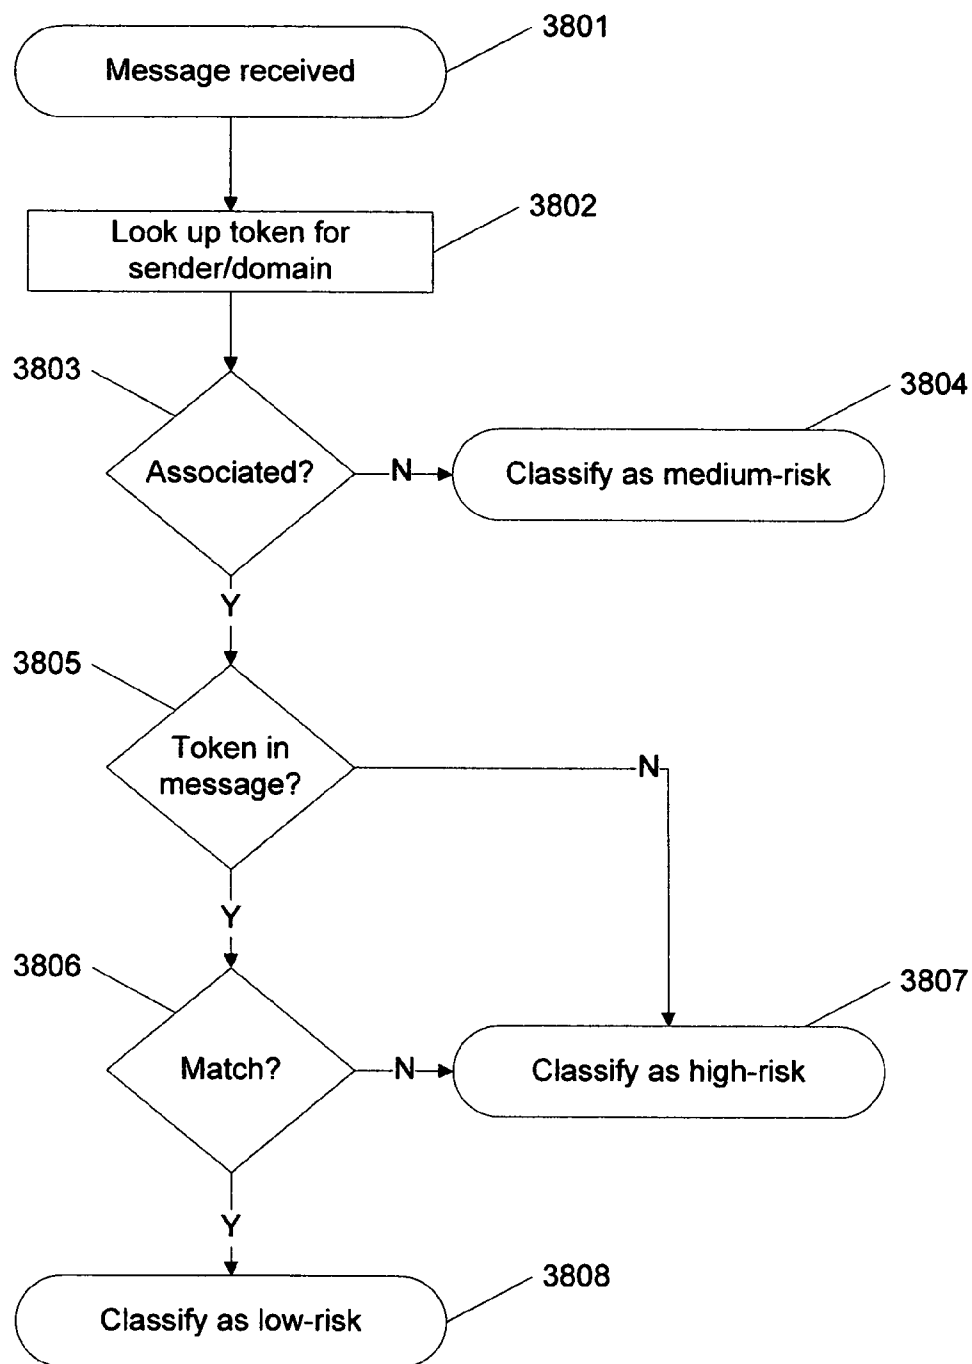 3801
Message received
3802
Look up token for
sender/domain
3803
3804
Associated?
N
Classify as medium-risk
Y
3805
Token in
message?
N
Y
3806
3807
Match?
N
Classify as high-risk
Y
3808
Classify as low-risk